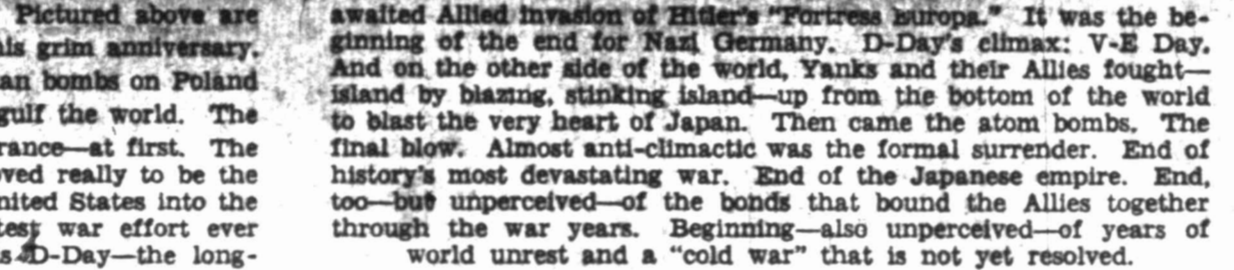 Pictured above are
his grim anniversary.
an bombs on Poland
gulf the world. The
rance—at first. The
ved really to be the
nited States into the
test war effort ever
s D-Day—the long-
awaited Allied invasion of Hitler's "Fortress Europa." It was the be-
ginning of the end for Nazi Germany. D-Day's climax: V-E Day.
And on the other side of the world, Yanks and their Allies fought—
island by blazing, stinking island—up from the bottom of the world
to blast the very heart of Japan. Then came the atom bombs. The
final blow. Almost anti-climactic was the formal surrender. End of
history's most devastating war. End of the Japanese empire. End,
too—but unperceived—of the bonds that bound the Allies together
through the war years. Beginning—also unperceived—of years of
world unrest and a "cold war" that is not yet resolved.